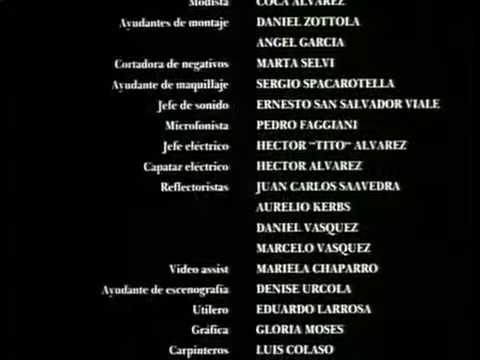 Modista COCA ALVAREZ
Ayudantes de montaje DANIEL ZOTTOLA
ANGEL GARCIA
Cortadora de negativos MARTA SELVI
Ayudante de maquillaje SERGIO SPACAROTELLA
Jefe de sonido ERNESTO SAN SALVADOR VIALE
Microfonista PEDRO FAGGIANI
Jefe eléctrico HECTOR "TITO" ALVAREZ
Capataz eléctrico HECTOR ALVAREZ
Reflectoristas JUAN CARLOS SAAVEDRA
AURELIO KERBS
DANIEL VASQUEZ
MARCELO VASQUEZ
Video assist MARIELA CHAPARRO
Ayudante de escenografía DENISE URCOLA
Utilero EDUARDO LARROSA
Gráfica GLORIA MOSES
Carpinteros LUIS COLASO